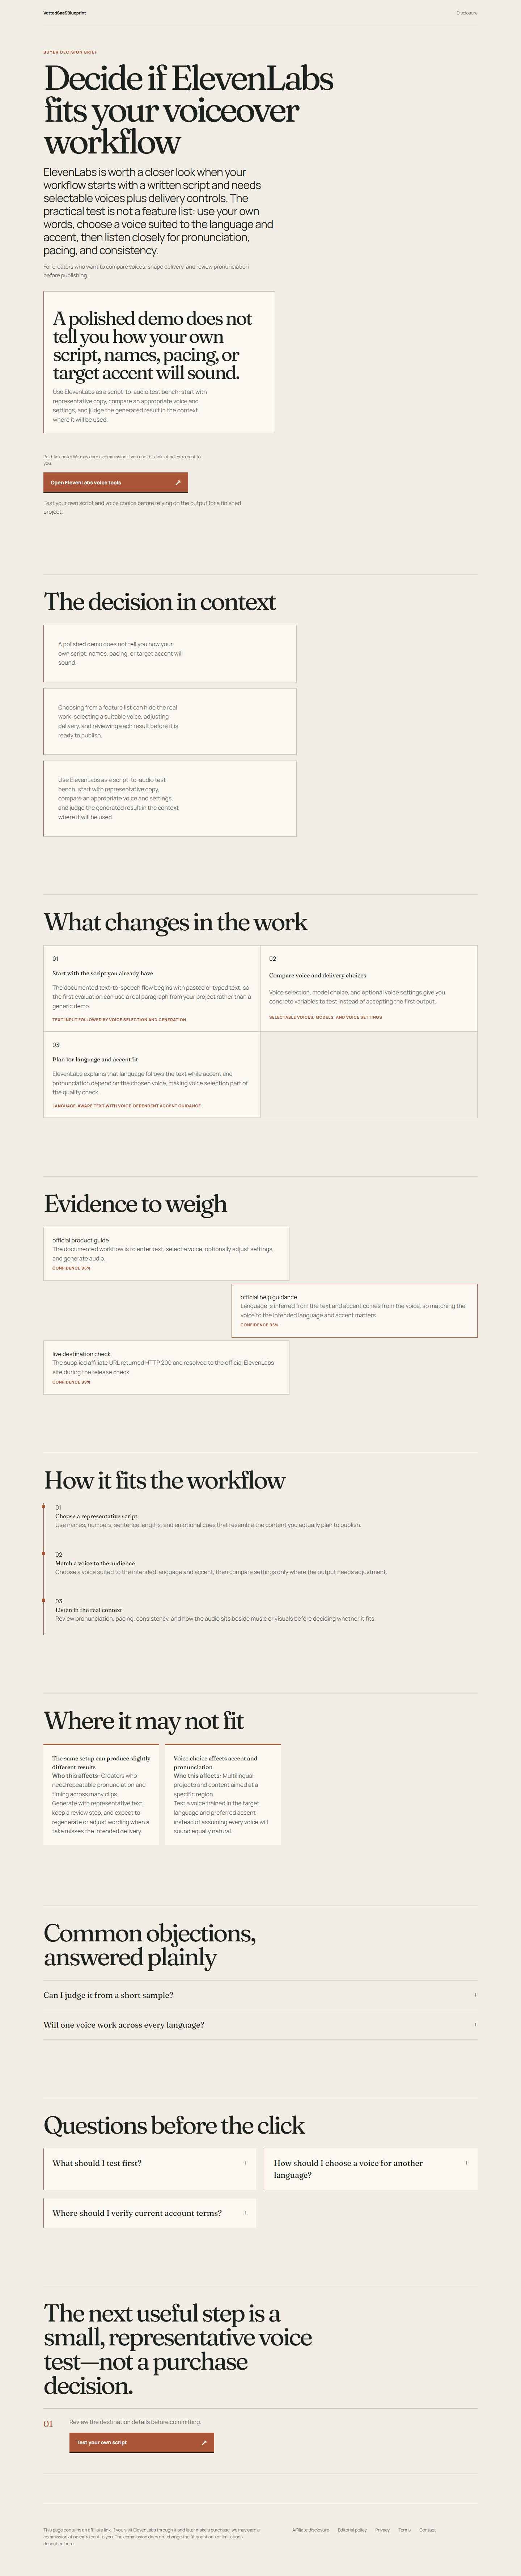 VettedSaaSBlueprint
Disclosure
BUYER DECISION BRIEF
Decide if ElevenLabs
fits your voiceover
workflow
ElevenLabs is worth a closer look when your
workflow starts with a written script and needs
selectable voices plus delivery controls. The
practical test is not a feature list: use your own
words, choose a voice suited to the language and
accent, then listen closely for pronunciation,
pacing, and consistency.
For creators who want to compare voices, shape delivery, and review pronunciation
before publishing.
A polished demo does not
tell you how your own
script, names, pacing, or
target accent will sound.
Use ElevenLabs as a script-to-audio test bench: start with
representative copy, compare an appropriate voice and
settings, and judge the generated result in the context
where it will be used.
Paid-link note: We may earn a commission if you use this link, at no extra cost to
you.
Open ElevenLabs voice tools ↗
Test your own script and voice choice before relying on the output for a finished
project.
The decision in context
A polished demo does not tell you how your
own script, names, pacing, or target accent will
sound.
Choosing from a feature list can hide the real
work: selecting a suitable voice, adjusting
delivery, and reviewing each result before it is
ready to publish.
Use ElevenLabs as a script-to-audio test
bench: start with representative copy,
compare an appropriate voice and settings,
and judge the generated result in the context
where it will be used.
What changes in the work
01
Start with the script you already have
The documented text-to-speech flow begins with pasted or typed text, so
the first evaluation can use a real paragraph from your project rather than a
generic demo.
TEXT INPUT FOLLOWED BY VOICE SELECTION AND GENERATION
02
Compare voice and delivery choices
Voice selection, model choice, and optional voice settings give you
concrete variables to test instead of accepting the first output.
SELECTABLE VOICES, MODELS, AND VOICE SETTINGS
03
Plan for language and accent fit
ElevenLabs explains that language follows the text while accent and
pronunciation depend on the chosen voice, making voice selection part of
the quality check.
LANGUAGE-AWARE TEXT WITH VOICE-DEPENDENT ACCENT GUIDANCE
Evidence to weigh
official product guide
The documented workflow is to enter text, select a voice, optionally adjust settings,
and generate audio.
CONFIDENCE 96%
official help guidance
Language is inferred from the text and accent comes from the voice, so matching the
voice to the intended language and accent matters.
CONFIDENCE 95%
live destination check
The supplied affiliate URL returned HTTP 200 and resolved to the official ElevenLabs
site during the release check.
CONFIDENCE 99%
How it fits the workflow
01
Choose a representative script
Use names, numbers, sentence lengths, and emotional cues that resemble the content you actually plan to publish.
02
Match a voice to the audience
Choose a voice suited to the intended language and accent, then compare settings only where the output needs adjustment.
03
Listen in the real context
Review pronunciation, pacing, consistency, and how the audio sits beside music or visuals before deciding whether it fits.
Where it may not fit
The same setup can produce slightly
different results
Who this affects: Creators who
need repeatable pronunciation and
timing across many clips
Generate with representative text,
keep a review step, and expect to
regenerate or adjust wording when a
take misses the intended delivery.
Voice choice affects accent and
pronunciation
Who this affects: Multilingual
projects and content aimed at a
specific region
Test a voice trained in the target
language and preferred accent
instead of assuming every voice will
sound equally natural.
Common objections,
answered plainly
Can I judge it from a short sample? +
Will one voice work across every language? +
Questions before the click
What should I test first? +
How should I choose a voice for another
language? +
Where should I verify current account terms? +
The next useful step is a
small, representative voice
test—not a purchase
decision.
01
Review the destination details before committing.
Test your own script ↗
This page contains an affiliate link. If you visit ElevenLabs through it and later make a purchase, we may earn a
commission at no extra cost to you. The commission does not change the fit questions or limitations
described here.
Affiliate disclosure
Editorial policy
Privacy
Terms
Contact